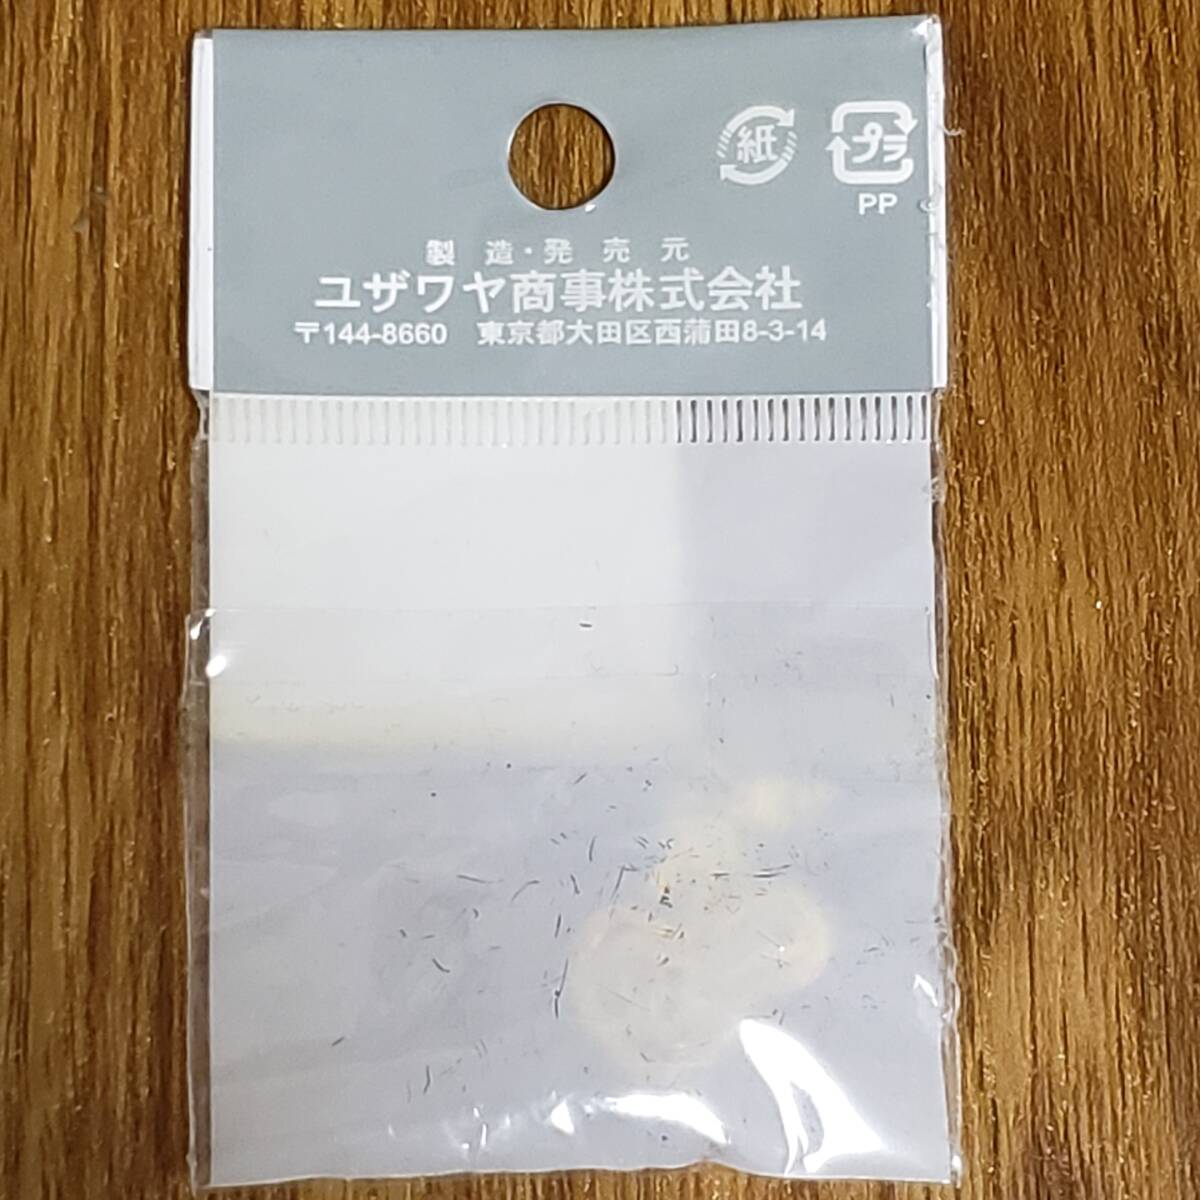 紙 プラ
PP
製造・発売元
ユザワヤ商事株式会社
〒144-8660 東京都大田区西蒲田8-3-14